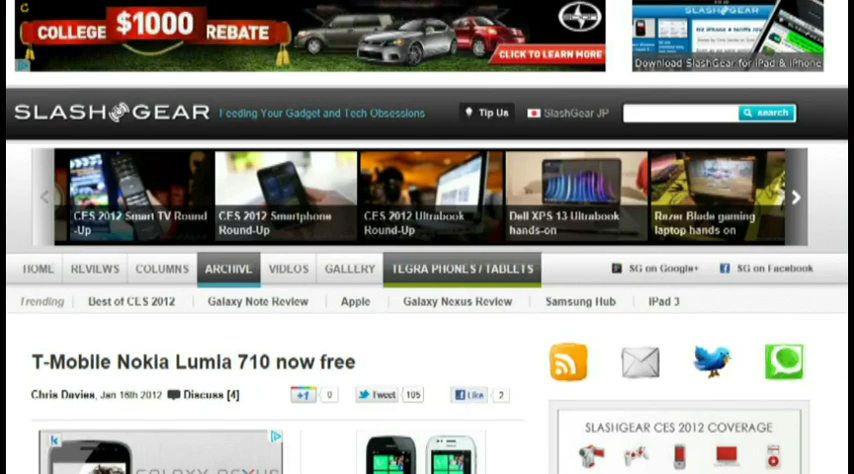 COLLEGE $1000 REBATE
CLICK TO LEARN MORE
SLASHGEAR
Download SlashGear for iPad & iPhone
SLASHGEAR
Feeding Your Gadget and Tech Obsessions
Tip Us
SlashGear JP
search
CES 2012 Smart TV Round
-Up
CES 2012 Smartphone
Round-Up
CES 2012 Ultrabook
Round-Up
Dell XPS 13 Ultrabook
hands-on
Razer Blade gaming
laptop hands on
HOME REVIEWS COLUMNS ARCHIVE VIDEOS GALLERY TEGRA PHONES / TABLETS SG on Google+ SG on Facebook
Trending Best of CES 2012 Galaxy Note Review Apple Galaxy Nexus Review Samsung Hub iPad 3
T-Mobile Nokia Lumia 710 now free
Chris Davies, Jan 16th 2012 Discuss [4] +1 0 Tweet 105 Like 2
SLASHGEAR CES 2012 COVERAGE
GALAXY NEXUS